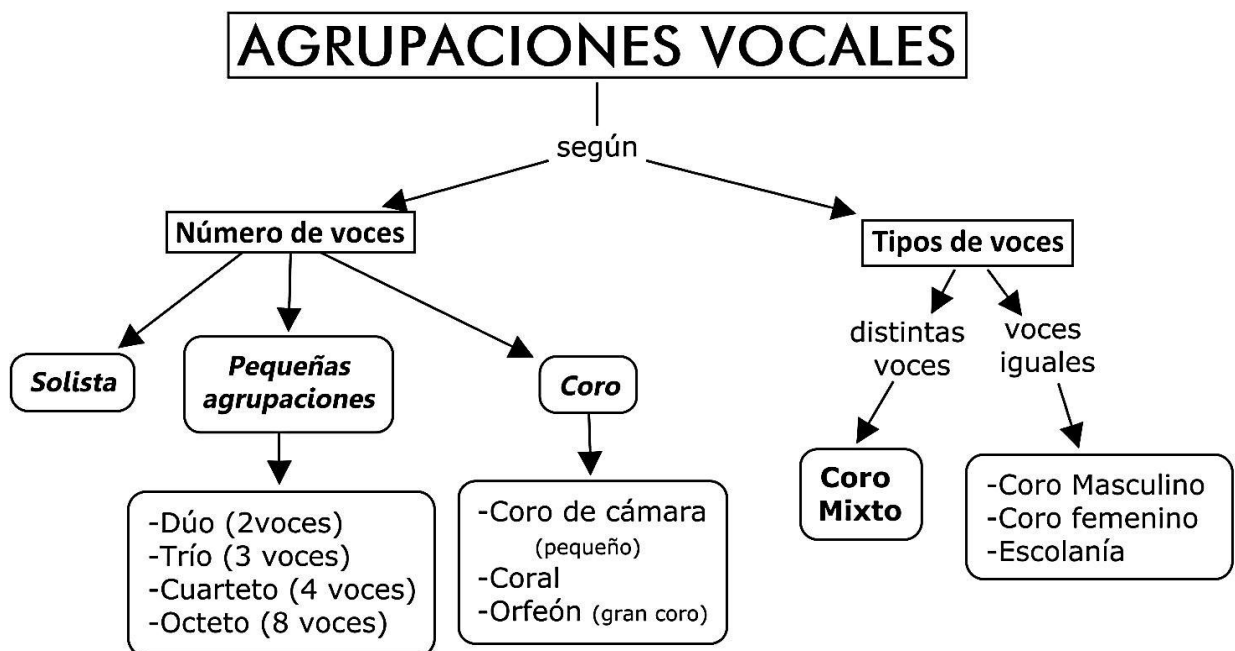 AGRUPACIONES VOCALES
según
Número de voces
Tipos de voces
distintas
voces
voces
iguales
Solista
Pequeñas
agrupaciones
Coro
-Dúo (2voces)
-Trío (3 voces)
-Cuarteto (4 voces)
-Octeto (8 voces)
-Coro de cámara
(pequeño)
-Coral
-Orfeón (gran coro)
Coro
Mixto
-Coro Masculino
-Coro femenino
-Escolanía